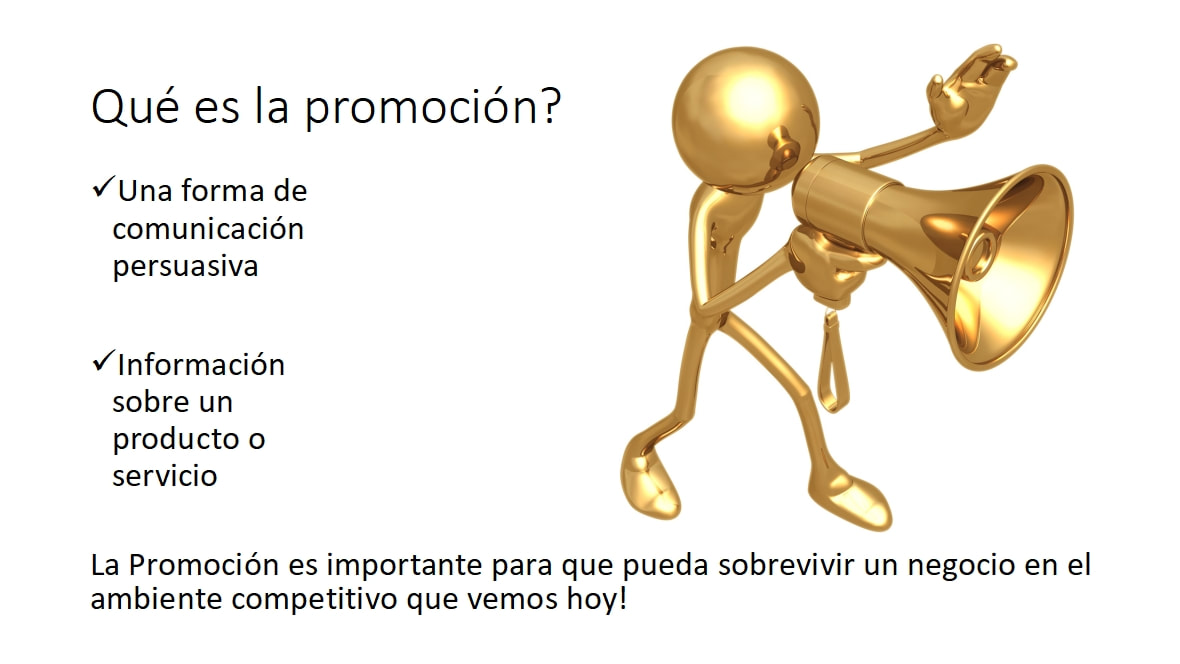 Qué es la promoción?
✓Una forma de
comunicación
persuasiva
✓Información
sobre un
producto o
servicio
La Promoción es importante para que pueda sobrevivir un negocio en el
ambiente competitivo que vemos hoy!